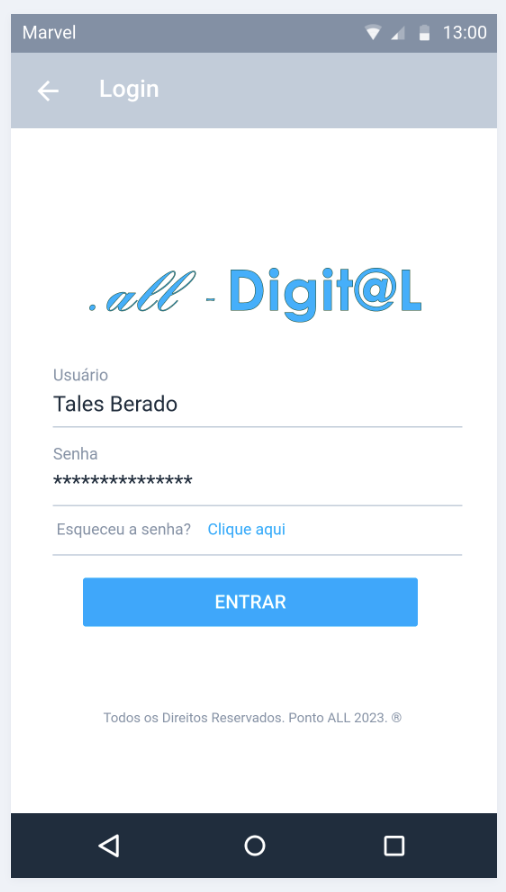 Marvel 13:00
Login
.all - Digit@L
Usuário
Tales Berado
Senha
***************
Esqueceu a senha? Clique aqui
ENTRAR
Todos os Direitos Reservados. Ponto ALL 2023. ®